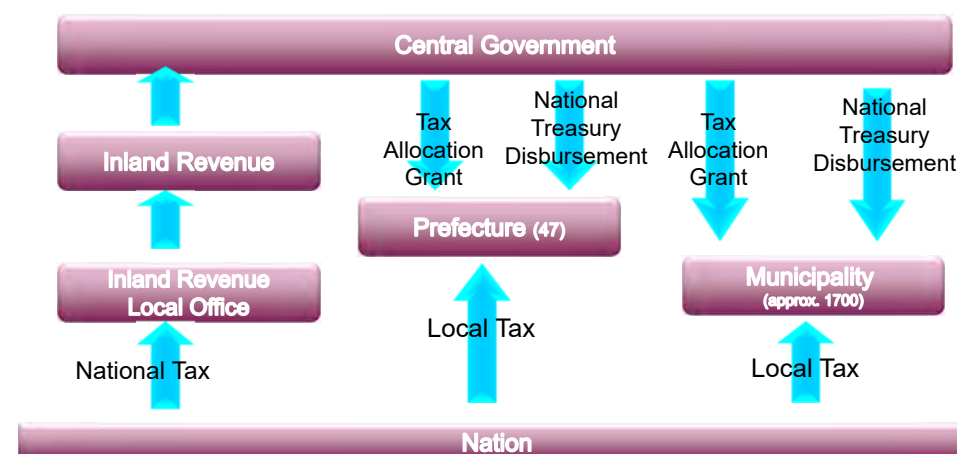 Central Government
Tax
Allocation
Grant
National
Treasury
Disbursement
Tax
Allocation
Grant
National
Treasury
Disbursement
Inland Revenue
Prefecture (47)
Inland Revenue
Local Office
Municipality
(approx. 1700)
National Tax
Local Tax
Local Tax
Nation